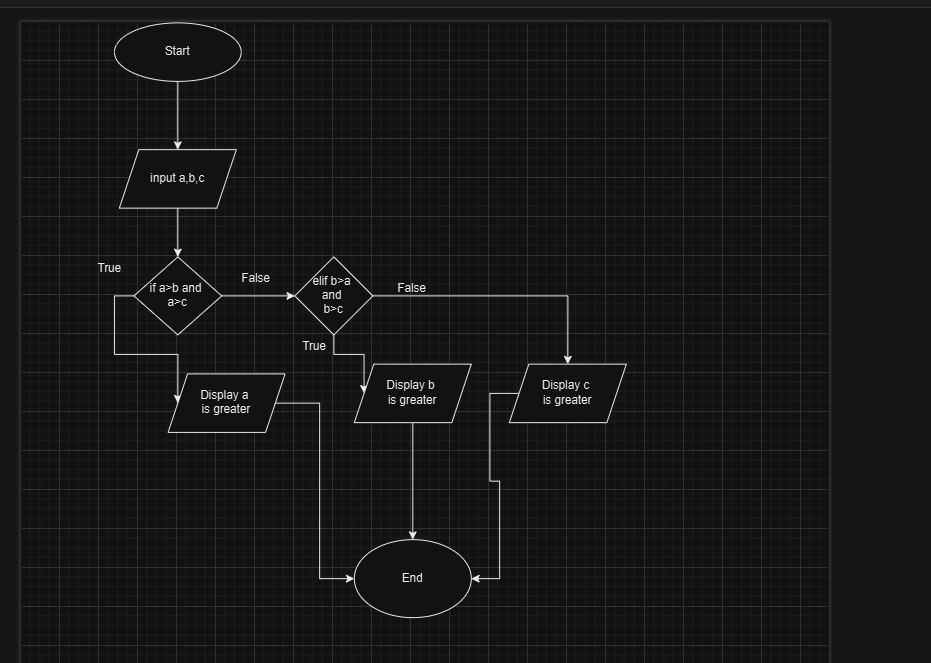 Start
input a,b,c
True
if a>b and
a>c
False
elif b>a
and
b>c
False
True
Display a
is greater
Display b
is greater
Display c
is greater
End